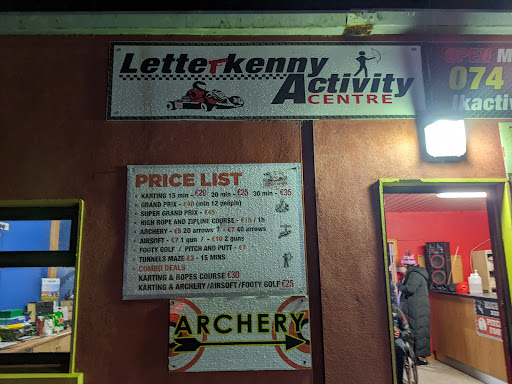 Letterkenny
Activity
CENTRE
OPEN
074
PRICE LIST
KARTING 15 min - €20 20 min - €25 30 min - €35
GRAND PRIX - €40 (min 12 people)
SUPER GRAND PRIX - €45
HIGH ROPE AND ZIPLINE COURSE - €15 / 1h
ARCHERY - €5 20 arrows - €7 40 arrows
AIRSOFT - €7 1 gun / - €10 2 guns
FOOTY GOLF / PITCH AND PUTT - €7
TUNNELS MAZE €3 - 15 MINS
COMBO DEALS
KARTING & ROPES COURSE €30
KARTING & ARCHERY /AIRSOFT/FOOTY GOLF €25
ARCHERY